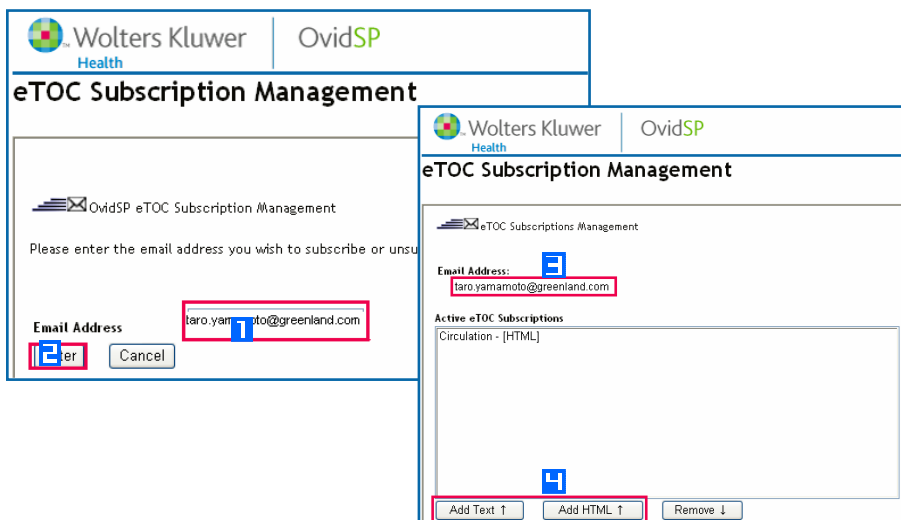 Wolters Kluwer
Health
OvidSP
eTOC Subscription Management
OvidSP eTOC Subscription Management
Please enter the email address you wish to subscribe or unsu
Email Address
taro.yam oto@greenland.com
1
2
ter
Cancel
Wolters Kluwer
Health
OvidSP
eTOC Subscription Management
eTOC Subscriptions Management
3
Email Address:
taro.yamamoto@greenland.com
Active eTOC Subscriptions
Circulation - [HTML]
4
Add Text ↑
Add HTML ↑
Remove ↓